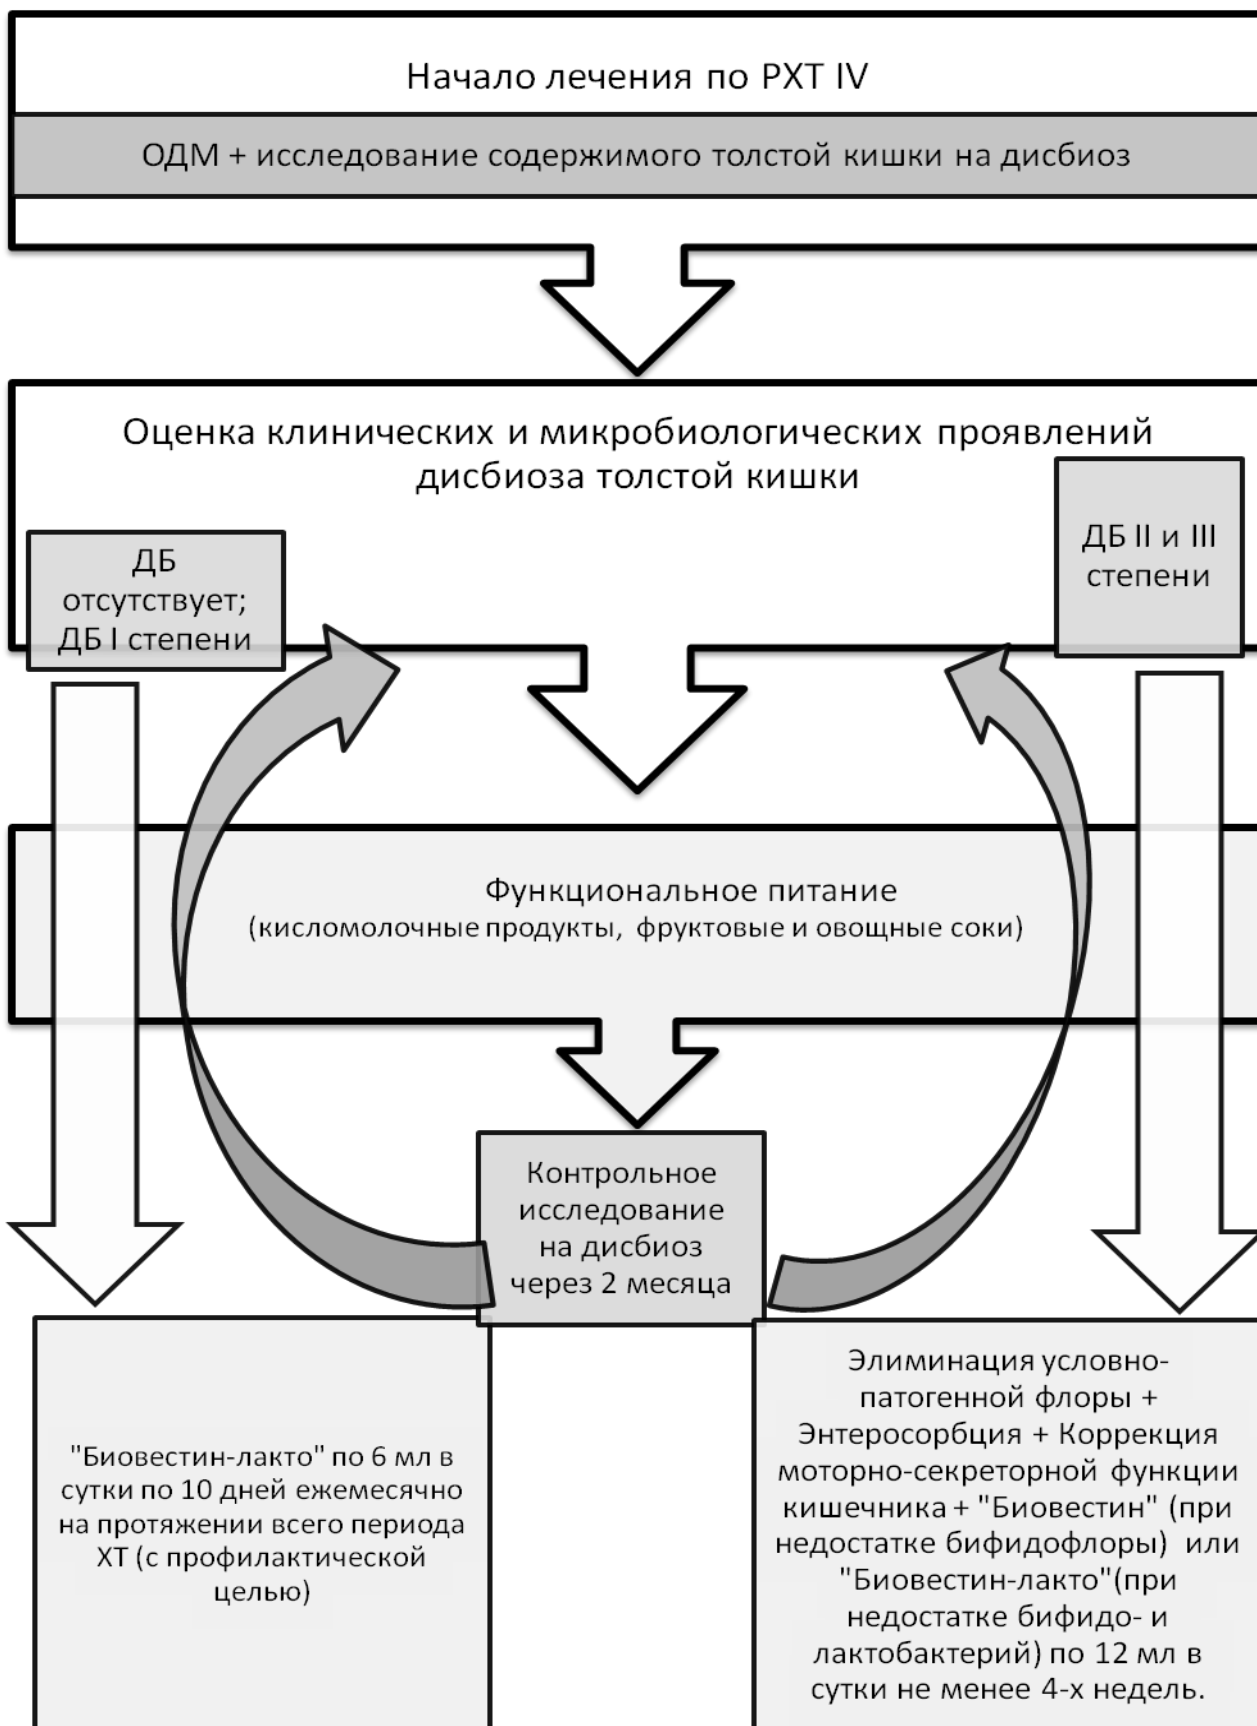 Начало лечения по РХТ IV
ОДМ + исследование содержимого толстой кишки на дисбиоз
Оценка клинических и микробиологических проявлений
дисбиоза толстой кишки
ДБ
отсутствует;
ДБ I степени
ДБ II и III
степени
Функциональное питание
(кисломолочные продукты, фруктовые и овощные соки)
Контрольное
исследование
на дисбиоз
через 2 месяца
"Биовестин-лакто" по 6 мл в
сутки по 10 дней ежемесячно
на протяжении всего периода
ХТ (с профилактической
целью)
Элиминация условно-
патогенной флоры +
Энтеросорбция + Коррекция
моторно-секреторной функции
кишечника + "Биовестин" (при
недостатке бифидофлоры) или
"Биовестин-лакто"(при
недостатке бифидо- и
лактобактерий) по 12 мл в
сутки не менее 4-х недель.